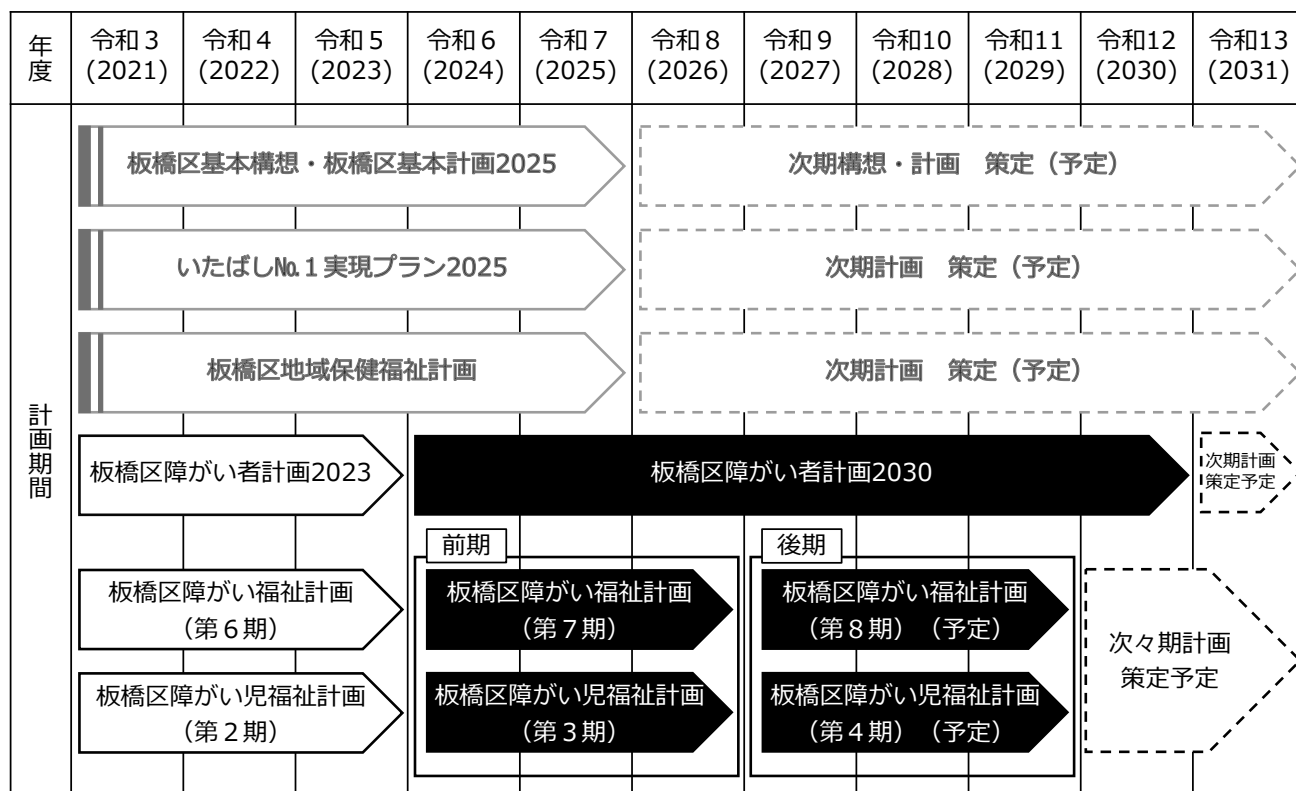 年度
令和３ 令和４ 令和５ 令和６ 令和７ 令和８ 令和９ 令和10 令和11 令和12 令和13
(2021) (2022) (2023) (2024) (2025) (2026) (2027) (2028) (2029) (2030) (2031)
計画期間
板橋区基本構想・板橋区基本計画2025
次期構想・計画　策定（予定）
いたばし№１実現プラン2025
次期計画　策定（予定）
板橋区地域保健福祉計画
次期計画　策定（予定）
板橋区障がい者計画2023
板橋区障がい者計画2030
次期計画
策定予定
前期
後期
板橋区障がい福祉計画
（第６期）
板橋区障がい福祉計画
（第７期）
板橋区障がい福祉計画
（第８期）（予定）
板橋区障がい児福祉計画
（第２期）
板橋区障がい児福祉計画
（第３期）
板橋区障がい児福祉計画
（第４期）（予定）
次々期計画
策定予定